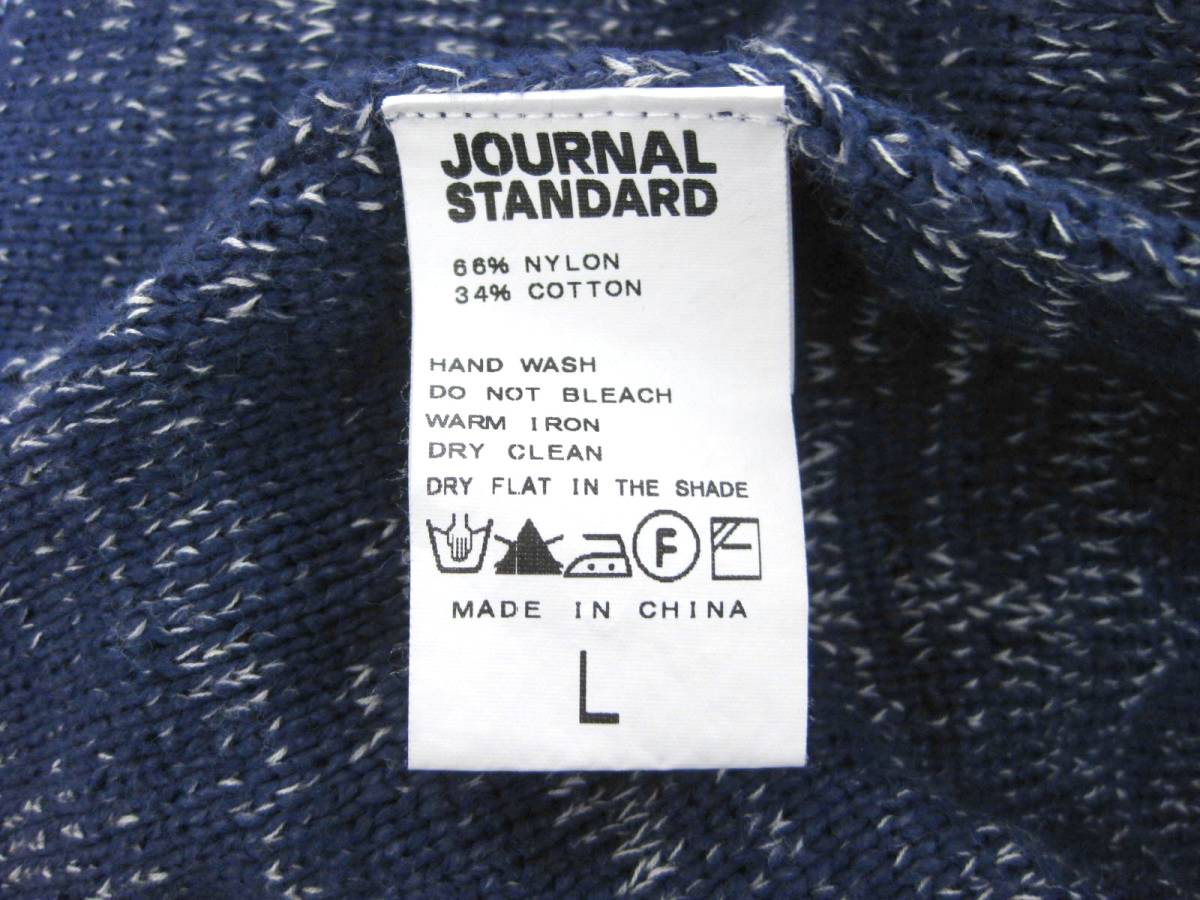 JOURNAL
STANDARD
66% NYLON
34% COTTON
HAND WASH
DO NOT BLEACH
WARM IRON
DRY CLEAN
DRY FLAT IN THE SHADE
F
MADE IN CHINA
L